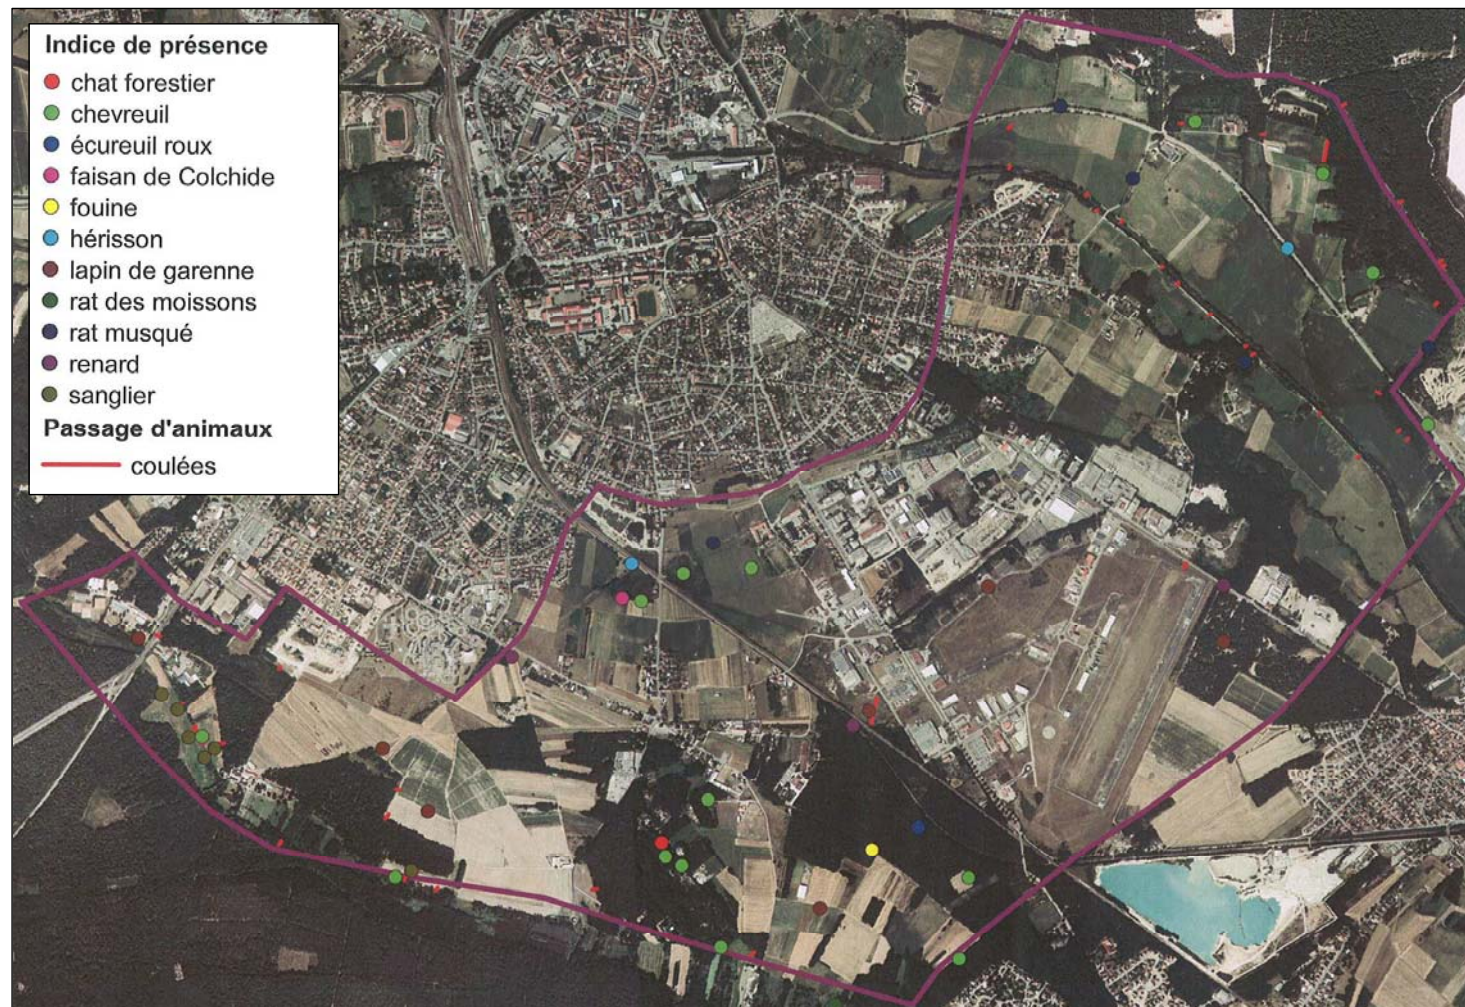 Indice de présence
chat forestier
chevreuil
écureuil roux
faisan de Colchide
fouine
hérisson
lapin de garenne
rat des moissons
rat musqué
renard
sanglier
Passage d'animaux
coulées